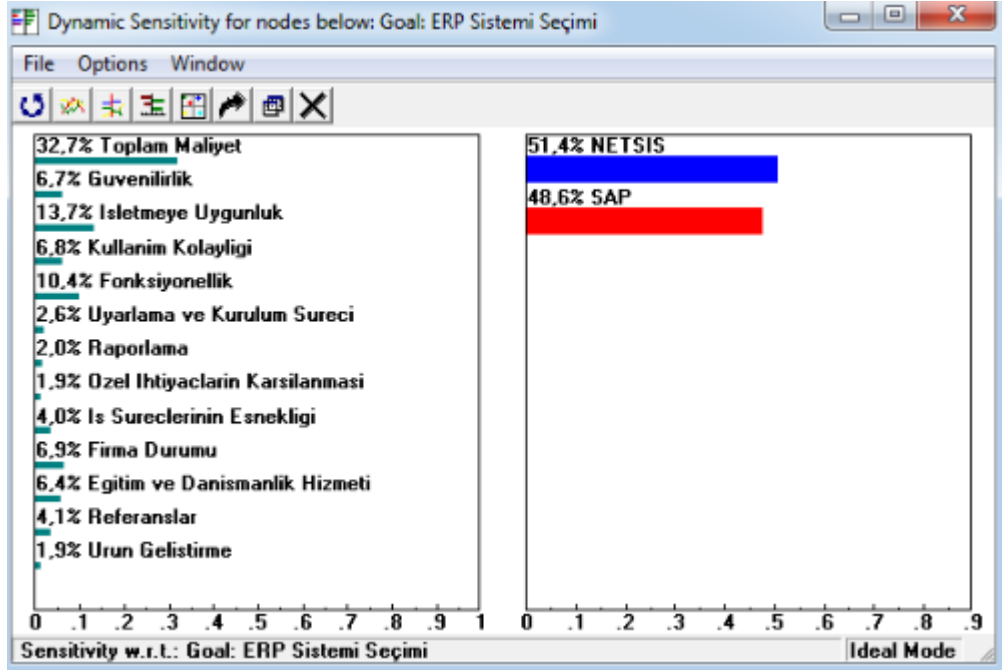 Dynamic Sensitivity for nodes below: Goal: ERP Sistemi Seçimi
File Options Window
32,7% Toplam Maliyet
6,7% Guvenilirlik
13,7% Isletmeye Uygunluk
6,8% Kullanim Kolayligi
10,4% Fonksiyonellik
2,6% Uyarlama ve Kurulum Sureci
2,0% Raporlama
1,9% Ozel Ihtiyaclarin Karsilanmasi
4,0% Is Sureclerinin Esnekligi
6,9% Firma Durumu
6,4% Egitim ve Danismanlik Hizmeti
4,1% Referanslar
1,9% Urun Gelistirme
0 .1 .2 .3 .4 .5 .6 .7 .8 .9 1
51,4% NETSIS
48,6% SAP
0 .1 .2 .3 .4 .5 .6 .7 .8 .9
Sensitivity w.r.t.: Goal: ERP Sistemi Seçimi
Ideal Mode